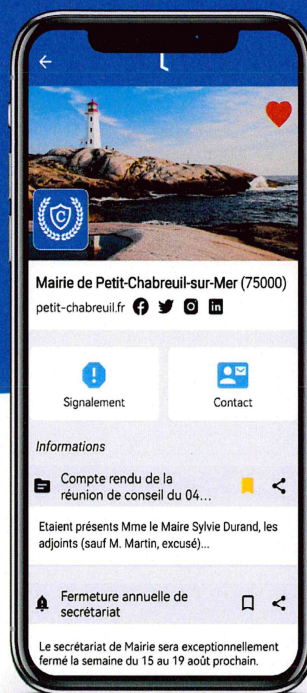 C
Mairie de Petit-Chabreuil-sur-Mer (75000)
petit-chabreuil.fr f in
Signalement
Contact
Informations
Compte rendu de la
réunion de conseil du 04...
Etaient présents Mme le Maire Sylvie Durand, les
adjoints (sauf M. Martin, excusé)...
Fermeture annuelle de
secrétariat
Le secrétariat de Mairie sera exceptionnellement
fermé la semaine du 15 au 19 août prochain.